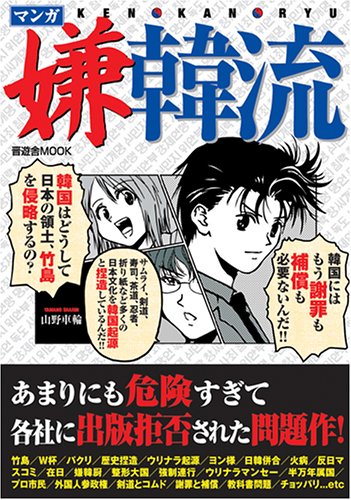 マンガ
KENKANRYU
嫌韓流
晋遊舎MOOK
韓国には
もう謝罪も
補償も
必要ないんだ!!
韓国はどうして
日本の領土、竹島
を侵略するの?
サムライ、剣道、
寿司、茶道、忍者、
折り紙など多くの
日本文化を韓国起源
と捏造しているんだ!!
YAMANO SHARIN
山野車輪
あまりにも危険すぎて
各社に出版拒否された問題作!
竹島/W杯/パクリ/歴史捏造/ウリナラ起源/ヨン様/日韓併合/火病/反日マ
スコミ/在日/嫌韓厨/整形大国/強制連行/ウリナラマンセー/半万年属国/
プロ市民/外国人参政権/剣道とコムド/謝罪と補償/教科書問題/チョッパリ...etc